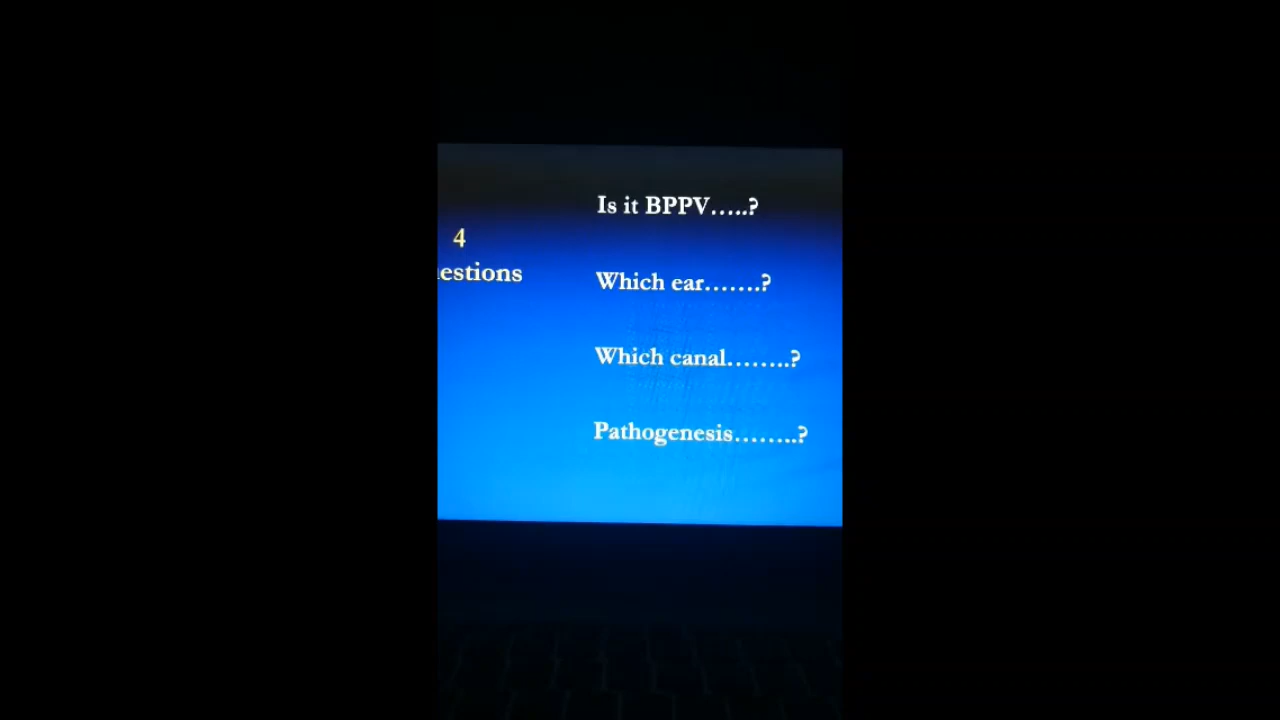 4
estions
Is it BPPV…..?
Which ear…….?
Which canal……..?
Pathogenesis……..?